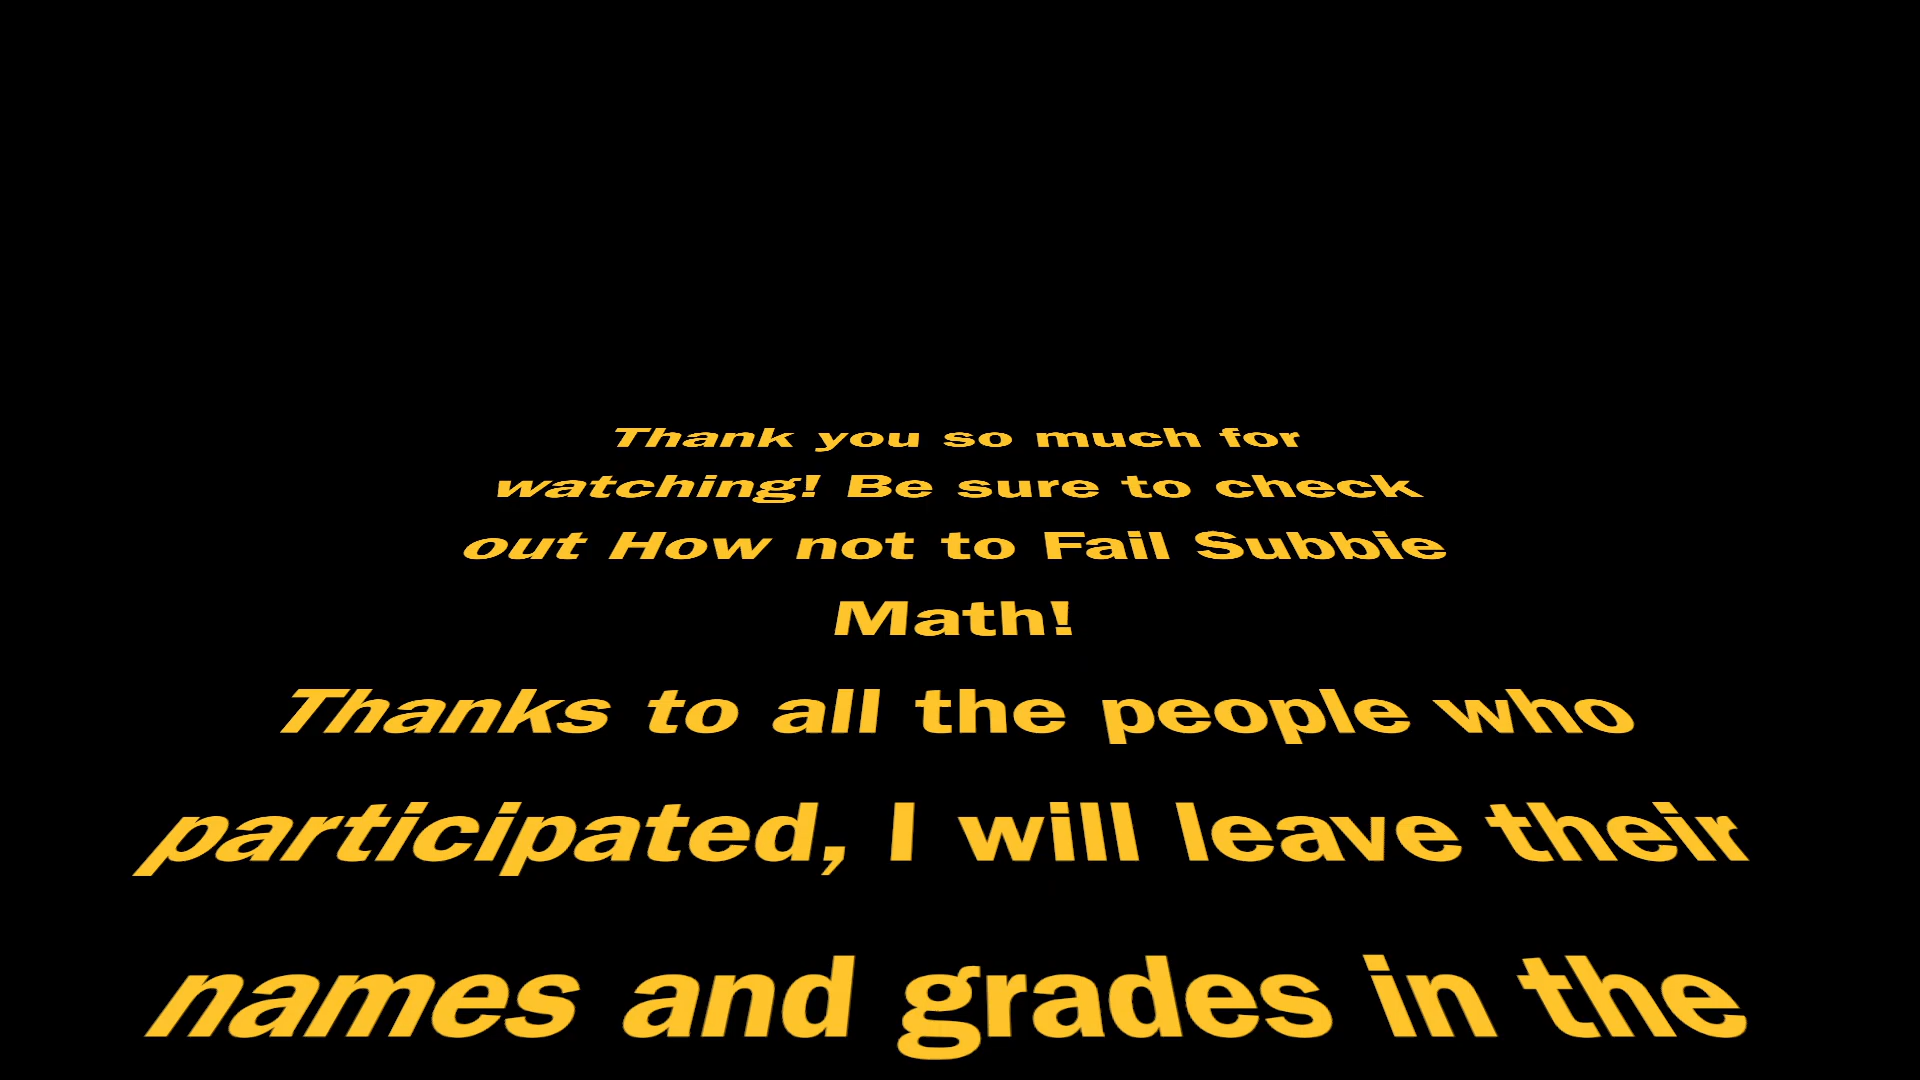 Thank you so much for
watching! Be sure to check
out How not to Fail Subbie
Math!
Thanks to all the people who
participated, I will leave their
names and grades in the